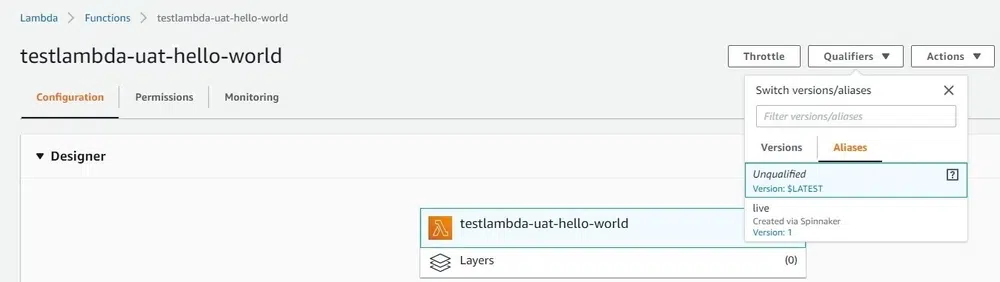 Lambda > Functions > testlambda-uat-hello-world
testlambda-uat-hello-world
Throttle Qualifiers ▼ Actions ▼
Configuration Permissions Monitoring
Switch versions/aliases
Filter versions/aliases
Versions Aliases
Unqualified
Version: $LATEST
live
Created via Spinnaker
Version: 1
▼ Designer
testlambda-uat-hello-world
Layers (0)